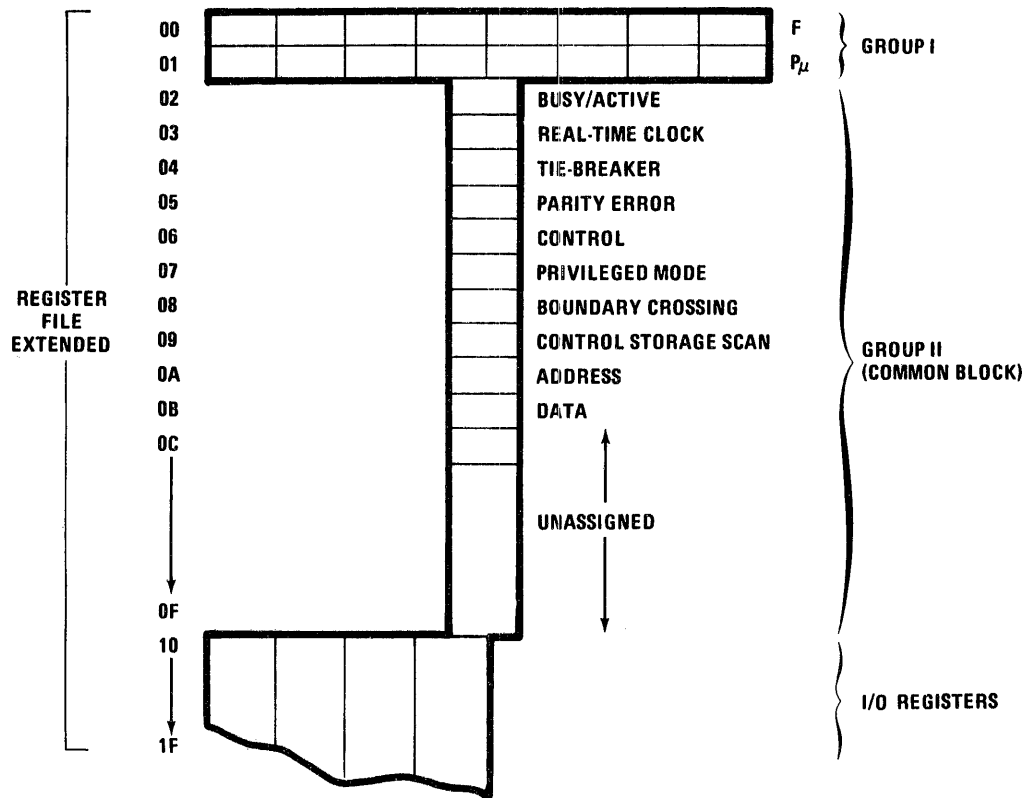 00 F
01 Pμ
GROUP I
02 BUSY/ACTIVE
03 REAL-TIME CLOCK
04 TIE-BREAKER
05 PARITY ERROR
06 CONTROL
07 PRIVILEGED MODE
08 BOUNDARY CROSSING
09 CONTROL STORAGE SCAN
0A ADDRESS
0B DATA
0C
UNASSIGNED
0F
GROUP II
(COMMON BLOCK)
10
1F
I/O REGISTERS
REGISTER
FILE
EXTENDED